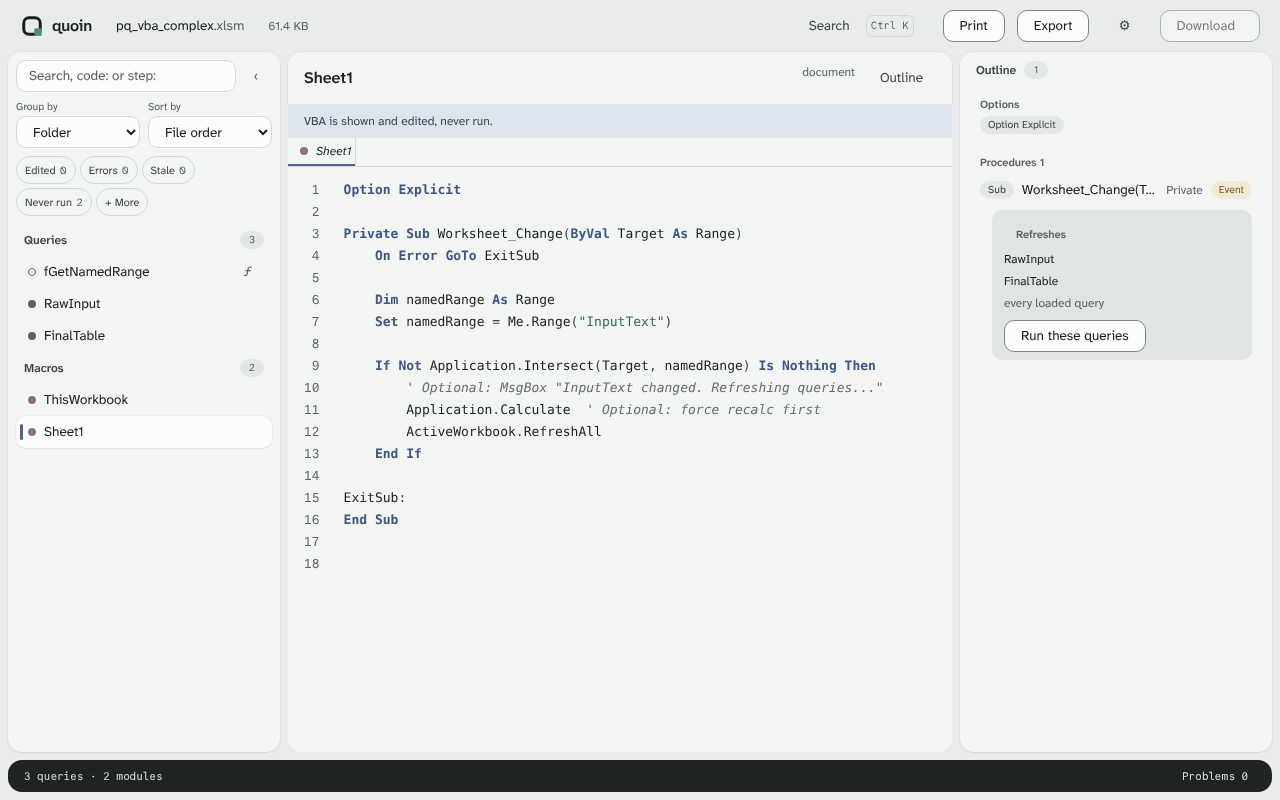 quoin pq_vba_complex.xlsm 61.4 KB Search Ctrl K Print Export ⚙ Download
Search, code: or step: ‹
Group by Sort by
Folder File order
Edited 0 Errors 0 Stale 0
Never run 2 + More
Queries 3
fGetNamedRange ƒ
RawInput
FinalTable
Macros 2
ThisWorkbook
Sheet1
Sheet1 document Outline
VBA is shown and edited, never run.
Sheet1
1 Option Explicit
2
3 Private Sub Worksheet_Change(ByVal Target As Range)
4     On Error GoTo ExitSub
5
6     Dim namedRange As Range
7     Set namedRange = Me.Range("InputText")
8
9     If Not Application.Intersect(Target, namedRange) Is Nothing Then
10         ' Optional: MsgBox "InputText changed. Refreshing queries..."
11         Application.Calculate  ' Optional: force recalc first
12         ActiveWorkbook.RefreshAll
13     End If
14
15 ExitSub:
16 End Sub
17
18
Outline 1
Options
Option Explicit
Procedures 1
Sub Worksheet_Change(T... Private Event
Refreshes
RawInput
FinalTable
every loaded query
Run these queries
3 queries · 2 modules Problems 0